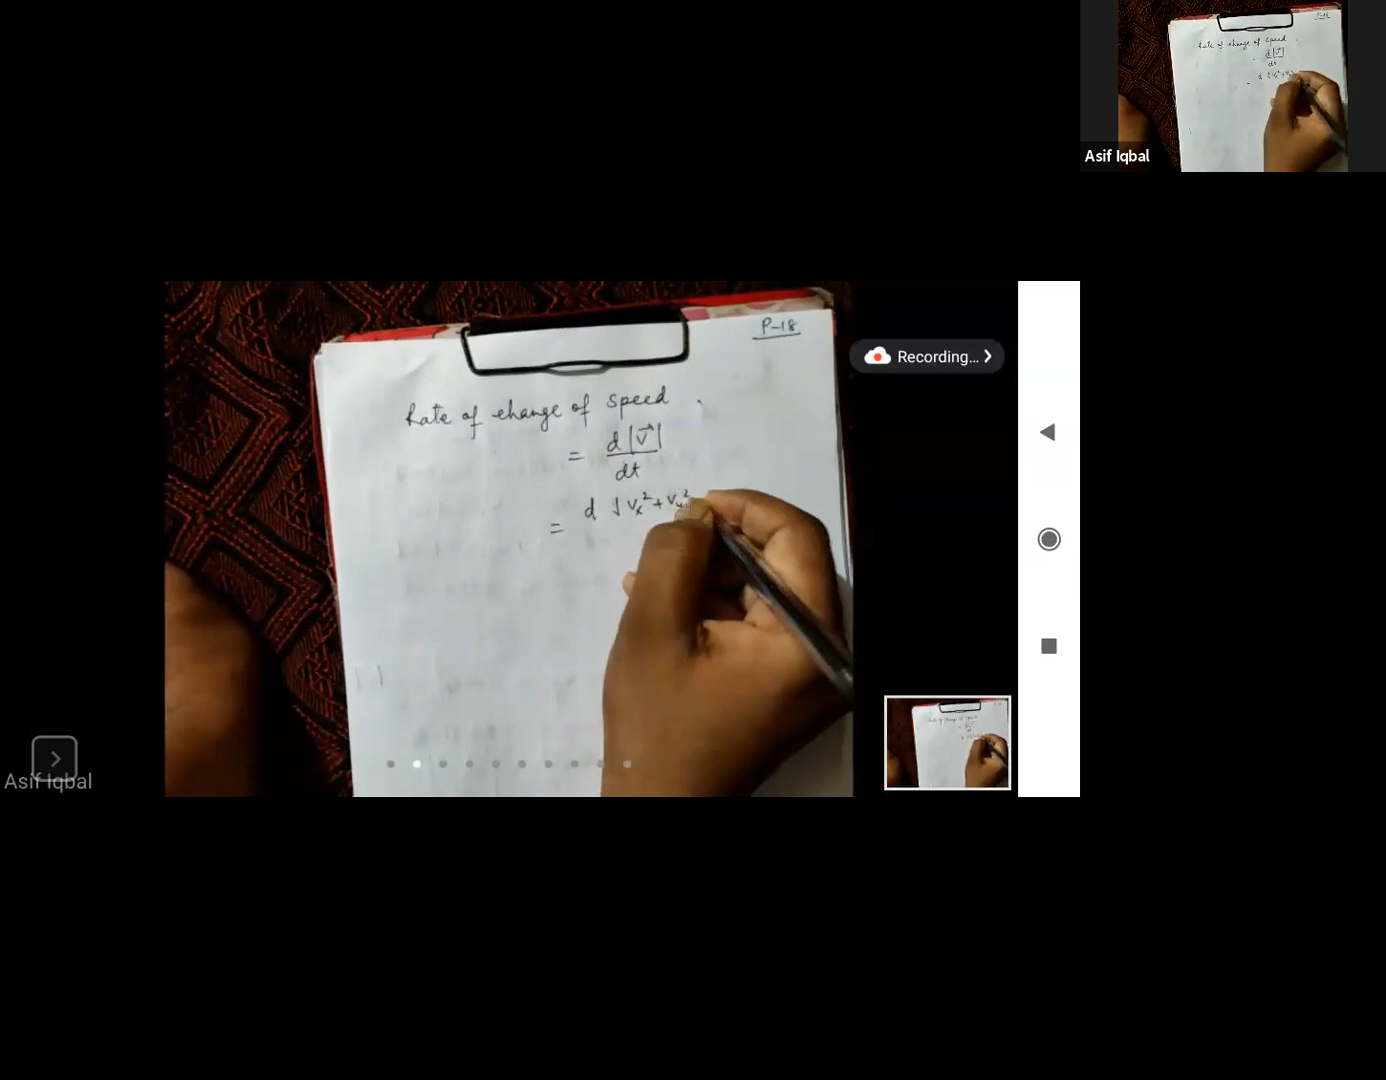 Asif Iqbal
P-18
Recording...
Rate of change of speed
= d|v⃗|
dt
= d √vx²+vy²
Asif Iqbal